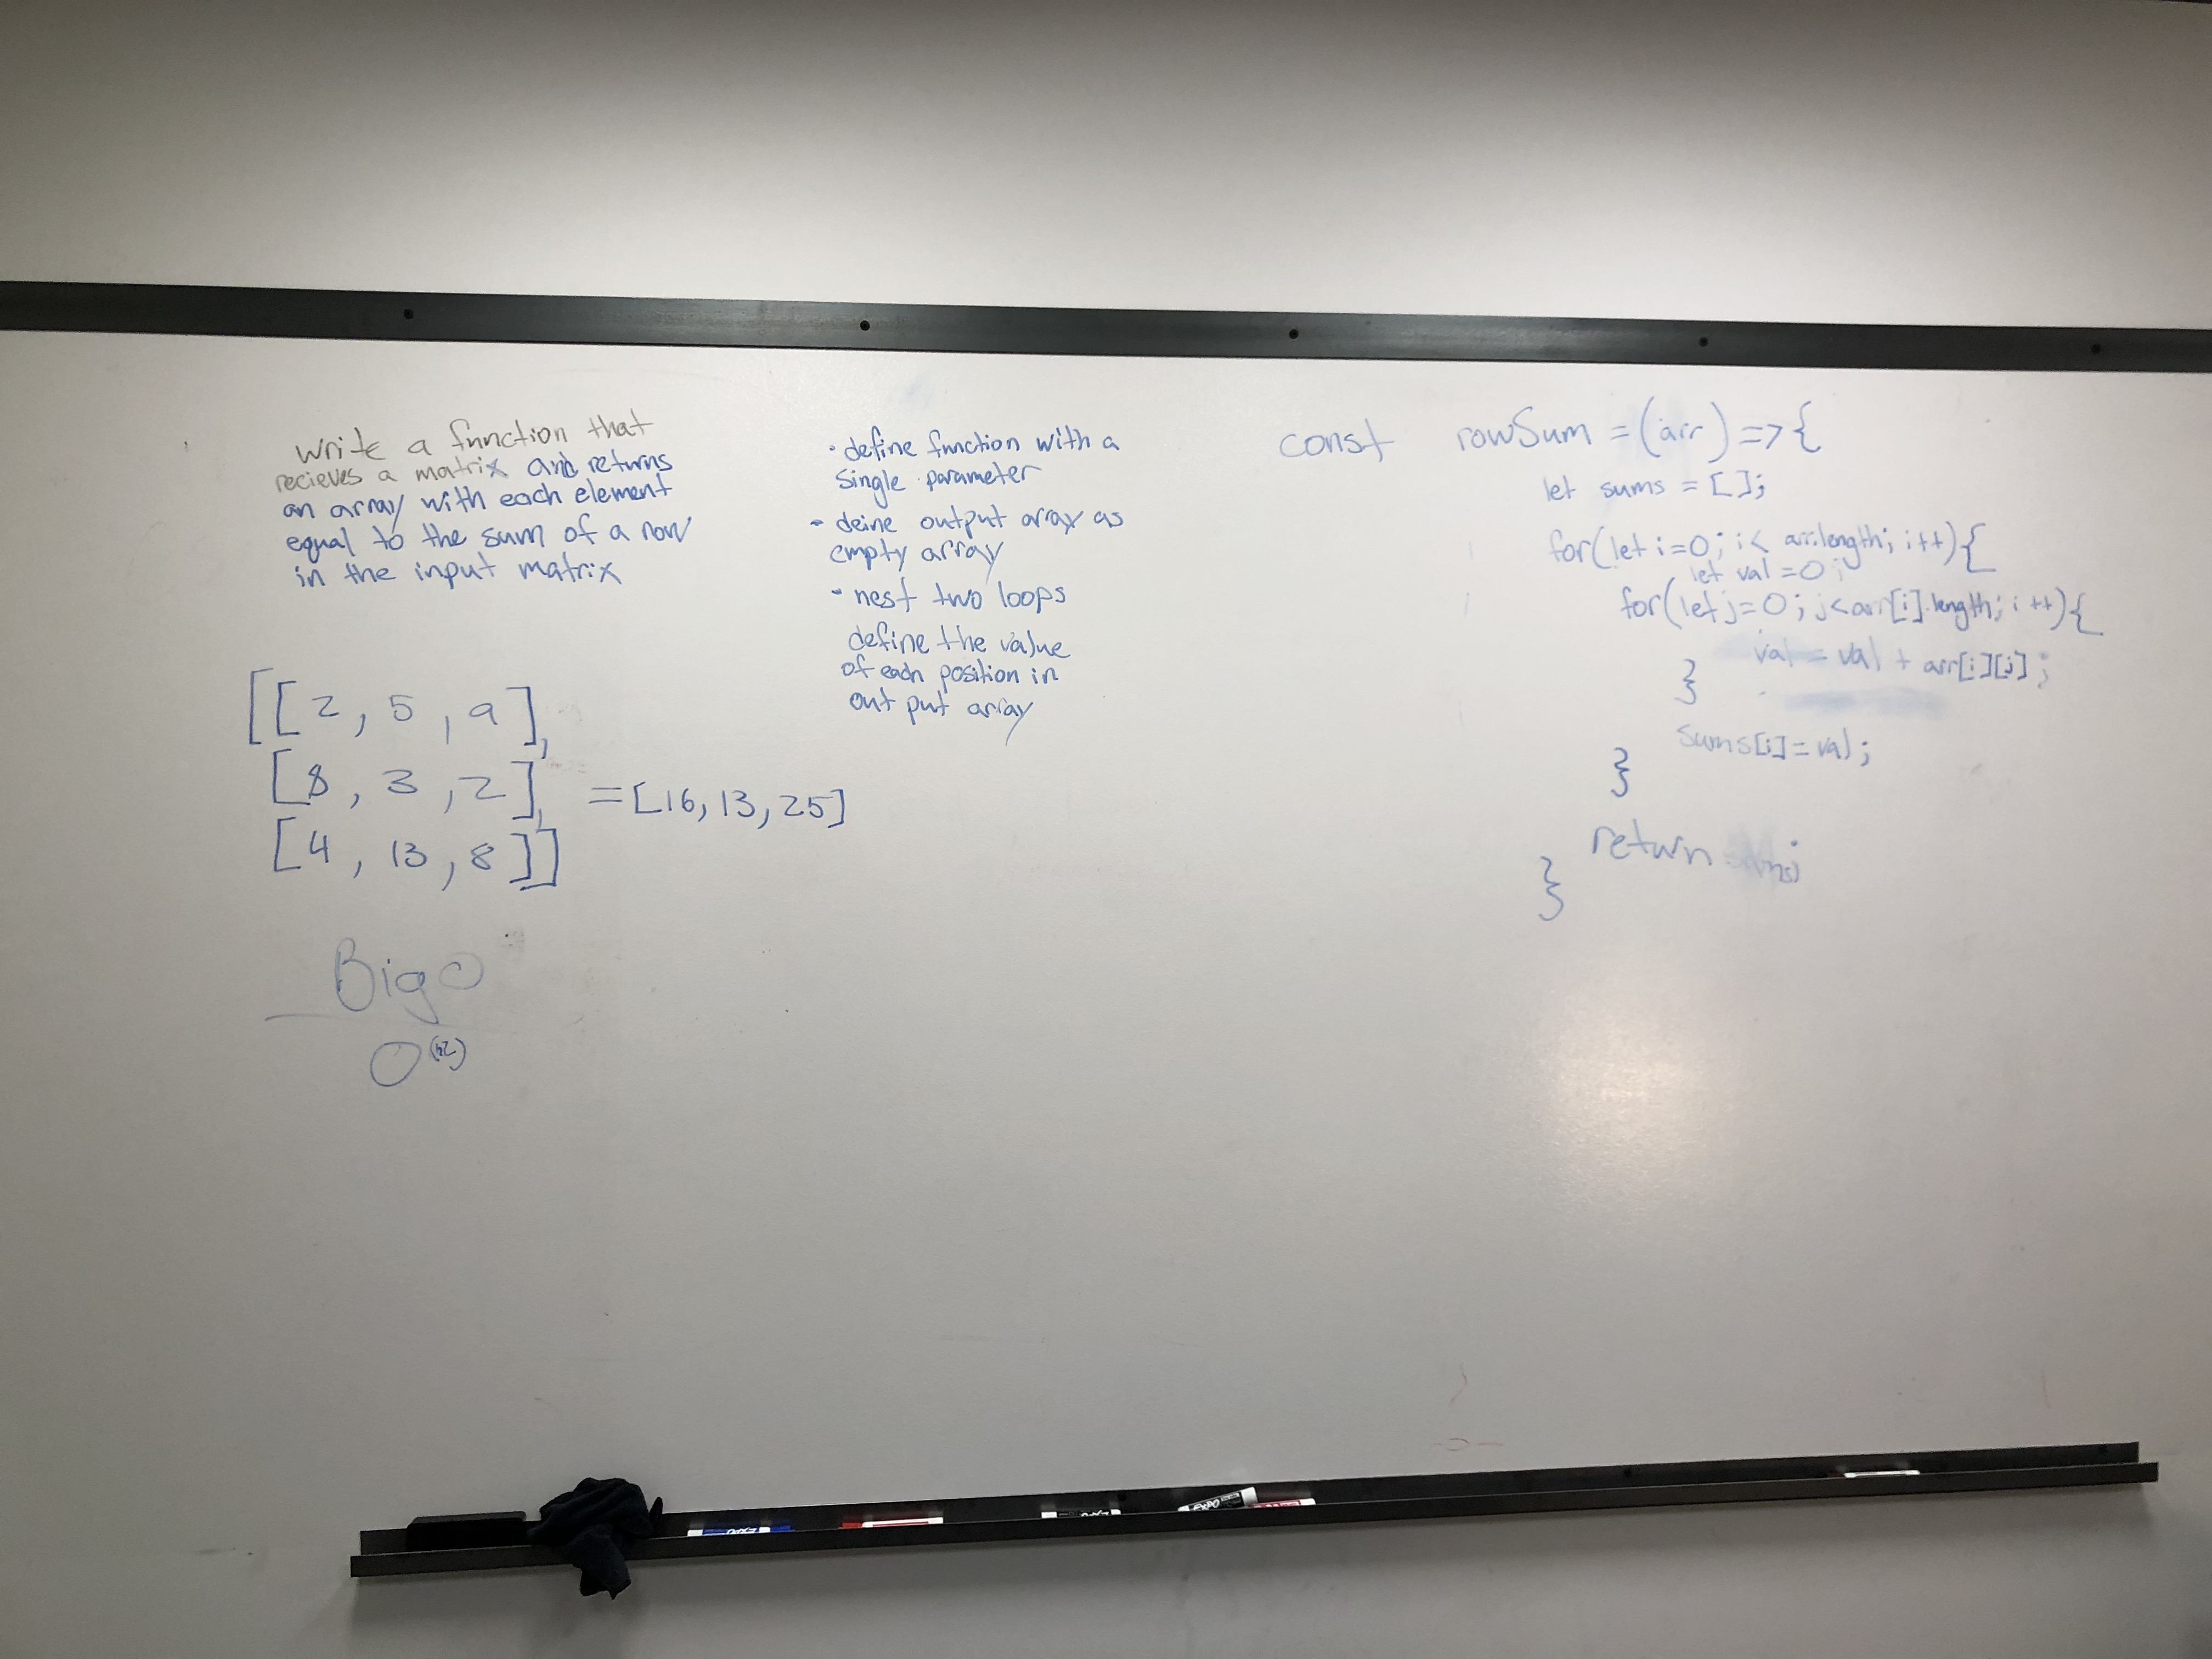 write a function that
recieves a matrix and returns
an array with each element
equal to the sum of a row
in the input matrix
[[2, 5, 9],
[8, 3, 2],
[4, 13, 8]]
= [16, 13, 25]
Big O
O(n2)
• define function with a
single parameter
- deine output array as
empty array
- nest two loops
define the value
of each position in
out put array
const rowSum = (arr) => {
let sums = [];
for(let i=0; i< arr.length; i++){
let val = 0;
for(let j=0; j<arr[i].length; i++){
val = val + arr[i][j];
}
sums[i] = val;
}
return
}
EXPO
EXPO
EXPO